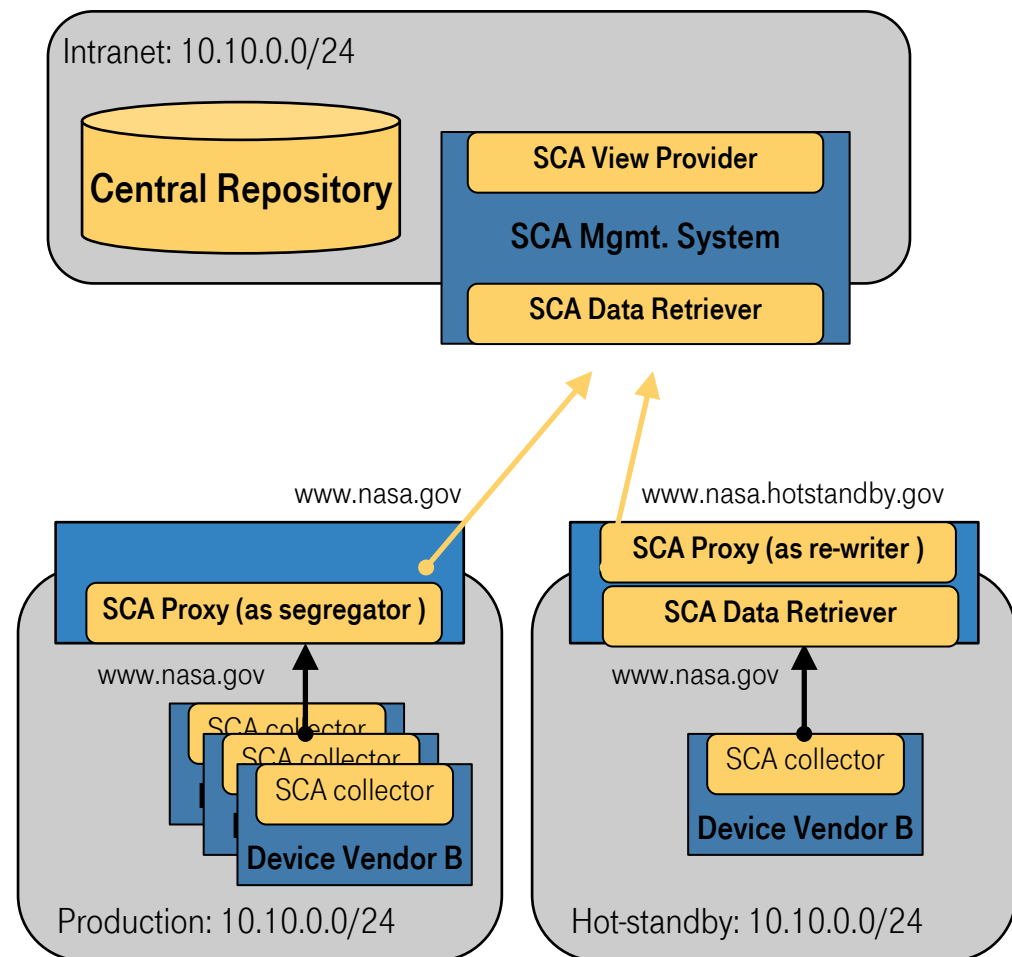 Intranet: 10.10.0.0/24
Central Repository
SCA View Provider
SCA Mgmt. System
SCA Data Retriever
www.nasa.gov
www.nasa.hotstandby.gov
SCA Proxy (as segregator )
SCA Proxy (as re-writer )
SCA Data Retriever
www.nasa.gov
www.nasa.gov
SCA collector
SCA collector
SCA collector
Device Vendor B
SCA collector
Device Vendor B
Production: 10.10.0.0/24
Hot-standby: 10.10.0.0/24